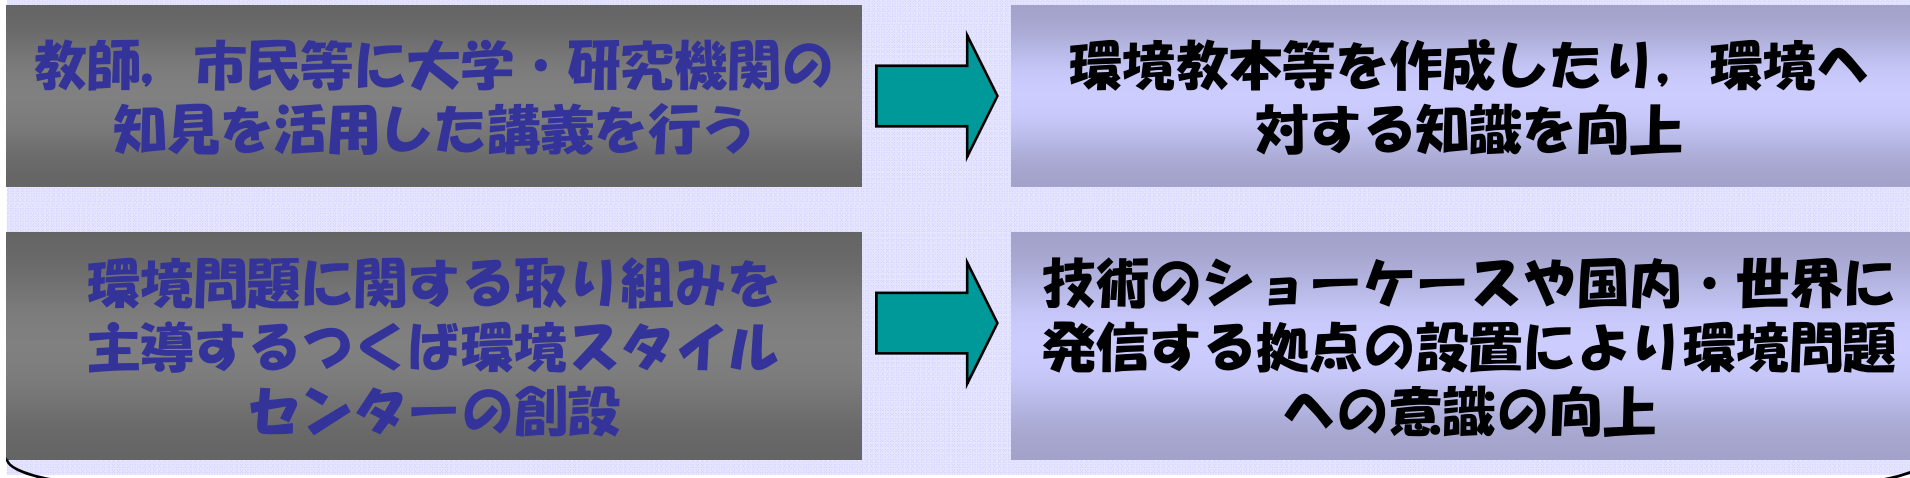 教師，市民等に大学・研究機関の
知見を活用した講義を行う
環境教本等を作成したり，環境へ
対する知識を向上
環境問題に関する取り組みを
主導するつくば環境スタイル
センターの創設
技術のショーケースや国内・世界に
発信する拠点の設置により環境問題
への意識の向上